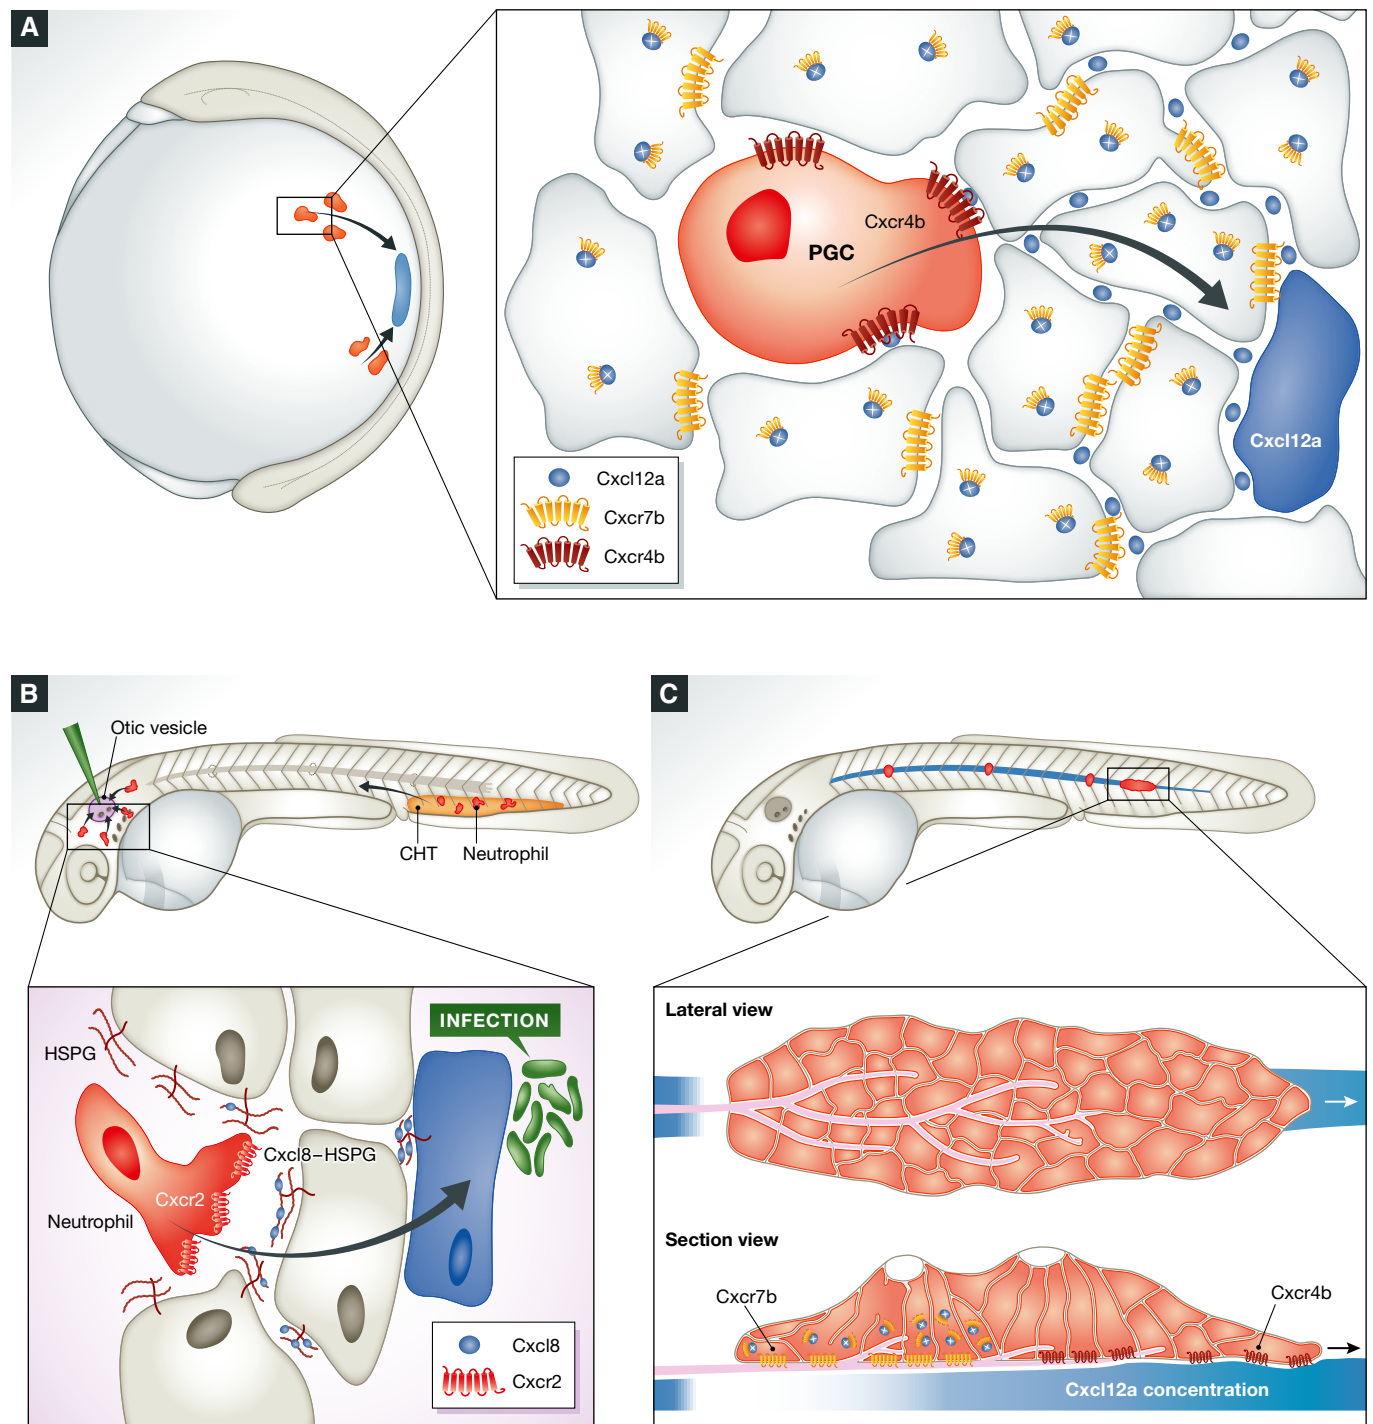 A
Cxcr4b
PGC
Cxcl12a
Cxcl12a
Cxcr7b
Cxcr4b
B
Otic vesicle
CHT
Neutrophil
INFECTION
HSPG
Cxcl8–HSPG
Cxcr2
Neutrophil
Cxcl8
Cxcr2
C
Lateral view
Section view
Cxcr7b
Cxcr4b
Cxcl12a concentration